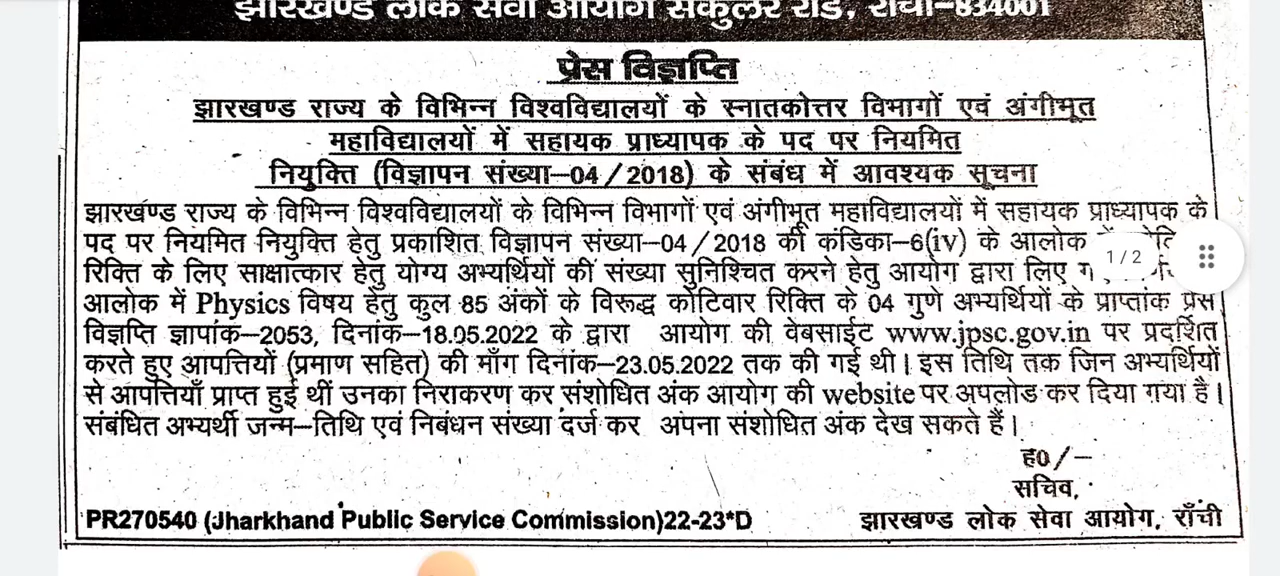 झारखण्ड लोक सेवा आयोग सर्कुलर रोड, राँची–834001
प्रेस विज्ञप्ति
झारखण्ड राज्य के विभिन्न विश्वविद्यालयों के स्नातकोत्तर विभागों एवं अंगीभूत
महाविद्यालयों में सहायक प्राध्यापक के पद पर नियमित
नियुक्ति (विज्ञापन संख्या–04/2018) के संबंध में आवश्यक सूचना
झारखण्ड राज्य के विभिन्न विश्वविद्यालयों के विभिन्न विभागों एवं अंगीभूत महाविद्यालयों में सहायक प्राध्यापक के
पद पर नियमित नियुक्ति हेतु प्रकाशित विज्ञापन संख्या–04/2018 की कंडिका–6(iv) के आलोक
1/2
रिक्ति के लिए साक्षात्कार हेतु योग्य अभ्यर्थियों की संख्या सुनिश्चित करने हेतु आयोग द्वारा लिए
आलोक में Physics विषय हेतु कुल 85 अंकों के विरूद्ध कोटिवार रिक्ति के 04 गुणे अभ्यर्थियों के प्राप्तांक प्रेस
विज्ञप्ति ज्ञापांक–2053, दिनांक–18.05.2022 के द्वारा आयोग की वेबसाईट www.jpsc.gov.in पर प्रदर्शित
करते हुए आपत्तियों (प्रमाण सहित) की माँग दिनांक–23.05.2022 तक की गई थी। इस तिथि तक जिन अभ्यर्थियों
से आपत्तियाँ प्राप्त हुई थीं उनका निराकरण कर संशोधित अंक आयोग की website पर अपलोड कर दिया गया है।
संबंधित अभ्यर्थी जन्म–तिथि एवं निबंधन संख्या दर्ज कर अपना संशोधित अंक देख सकते हैं।
ह0/–
सचिव,
PR270540 (Jharkhand Public Service Commission)22-23*D
झारखण्ड लोक सेवा आयोग, राँची